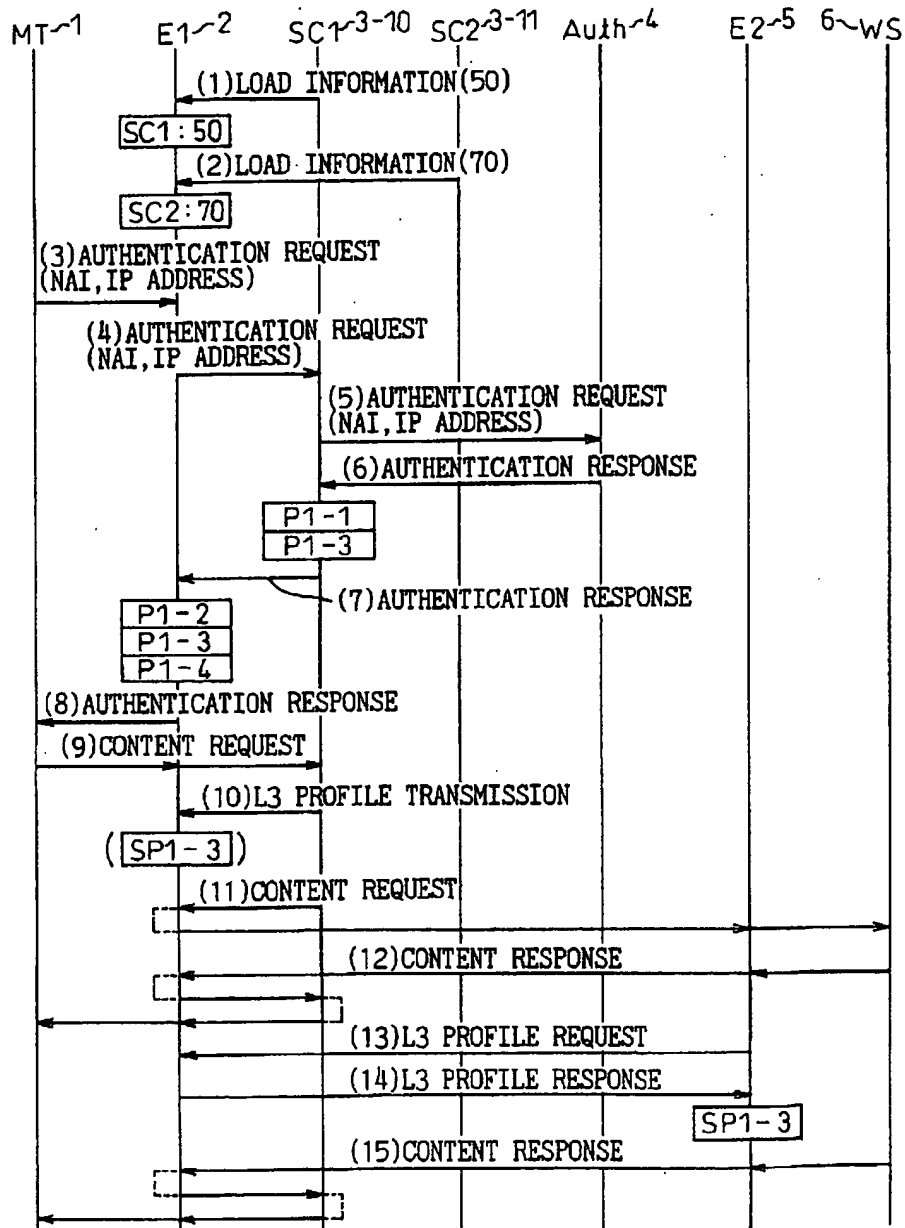 MT~1 E1~2 SC1~3-10 SC2~3-11 Auth~4 E2~5 6~WS
(1)LOAD INFORMATION(50)
SC1:50
(2)LOAD INFORMATION(70)
SC2:70
(3)AUTHENTICATION REQUEST
(NAI,IP ADDRESS)
(4)AUTHENTICATION REQUEST
(NAI,IP ADDRESS)
(5)AUTHENTICATION REQUEST
(NAI,IP ADDRESS)
(6)AUTHENTICATION RESPONSE
P1-1
P1-3
(7)AUTHENTICATION RESPONSE
P1-2
P1-3
P1-4
(8)AUTHENTICATION RESPONSE
(9)CONTENT REQUEST
(10)L3 PROFILE TRANSMISSION
(SP1-3)
(11)CONTENT REQUEST
(12)CONTENT RESPONSE
(13)L3 PROFILE REQUEST
(14)L3 PROFILE RESPONSE
SP1-3
(15)CONTENT RESPONSE